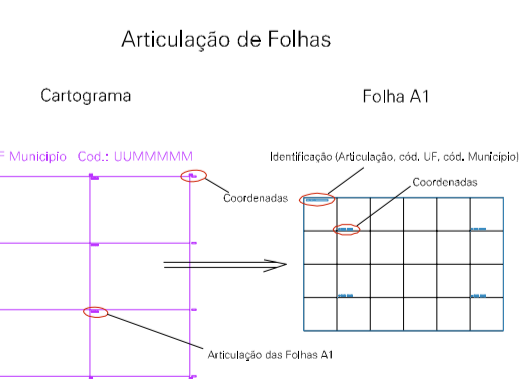 Articulação de Folhas
Cartograma
Folha A1
F Município Cod.: UUMMMMM
Identificação (Articulação, cód. UF, cód. Município)
Coordenadas
Coordenadas
Articulação das Folhas A1